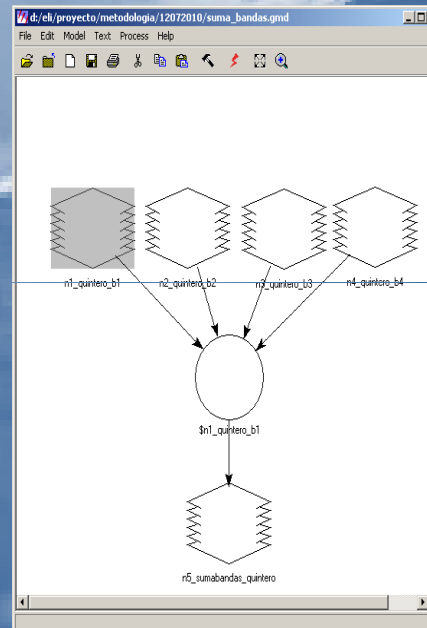 d:/eli/proyecto/metodologia/12072010/suma_bandas.gmd
File Edit Model Text Process Help
n1_quintero_b1 n2_quintero_b2 n3_quintero_b3 n4_quintero_b4
$n1_quintero_b1
n5_sumabandas_quintero